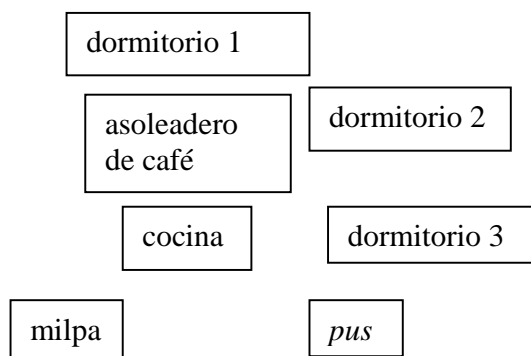 dormitorio 1
asoleadero
de café
dormitorio 2
cocina
dormitorio 3
milpa
pus